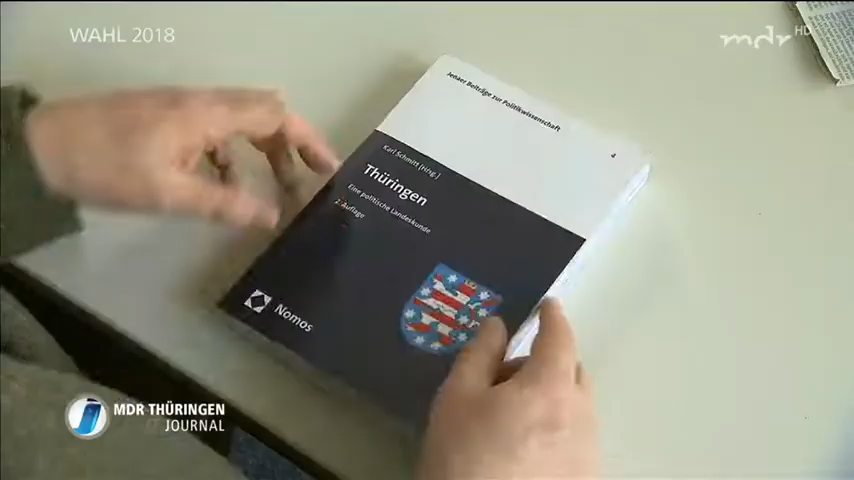 WAHL 2018
mdr HD
Jenaer Beiträge zur Politikwissenschaft
4
Karl Schmitt (Hrsg.)
Thüringen
Eine politische Landeskunde
2. Auflage
Nomos
MDR THÜRINGEN
JOURNAL